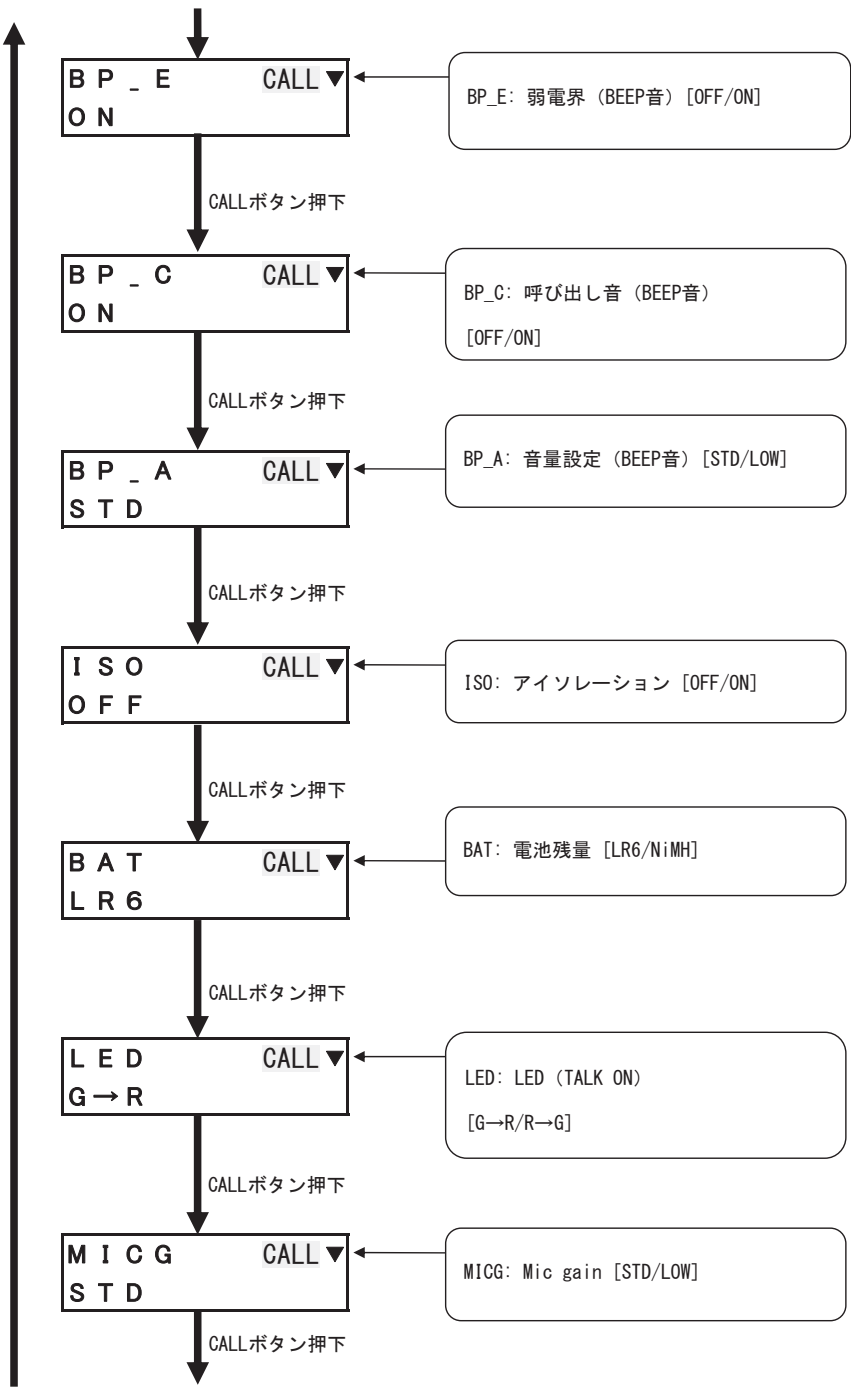 BP_E CALL▼
ON
BP_E: 弱電界（BEEP音）[OFF/ON]
CALLボタン押下
BP_C CALL▼
ON
BP_C: 呼び出し音（BEEP音）
[OFF/ON]
CALLボタン押下
BP_A CALL▼
STD
BP_A: 音量設定（BEEP音）[STD/LOW]
CALLボタン押下
ISO CALL▼
OFF
ISO: アイソレーション [OFF/ON]
CALLボタン押下
BAT CALL▼
LR6
BAT: 電池残量 [LR6/NiMH]
CALLボタン押下
LED CALL▼
G→R
LED: LED（TALK ON）
[G→R/R→G]
CALLボタン押下
MICG CALL▼
STD
MICG: Mic gain [STD/LOW]
CALLボタン押下